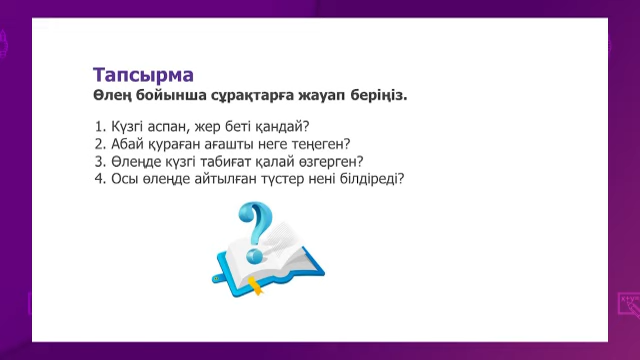 Тапсырма
Өлең бойынша сұрақтарға жауап беріңіз.
1. Күзгі аспан, жер беті қандай?
2. Абай қураған ағашты неге теңеген?
3. Өлеңде күзгі табиғат қалай өзгерген?
4. Осы өлеңде айтылған түстер нені білдіреді?